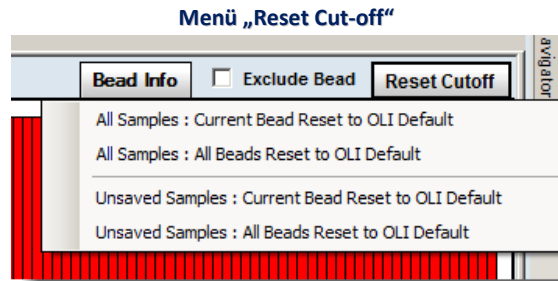 Menü „Reset Cut-off“
avigator
Bead Info Exclude Bead Reset Cutoff
All Samples : Current Bead Reset to OLI Default
All Samples : All Beads Reset to OLI Default
Unsaved Samples : Current Bead Reset to OLI Default
Unsaved Samples : All Beads Reset to OLI Default